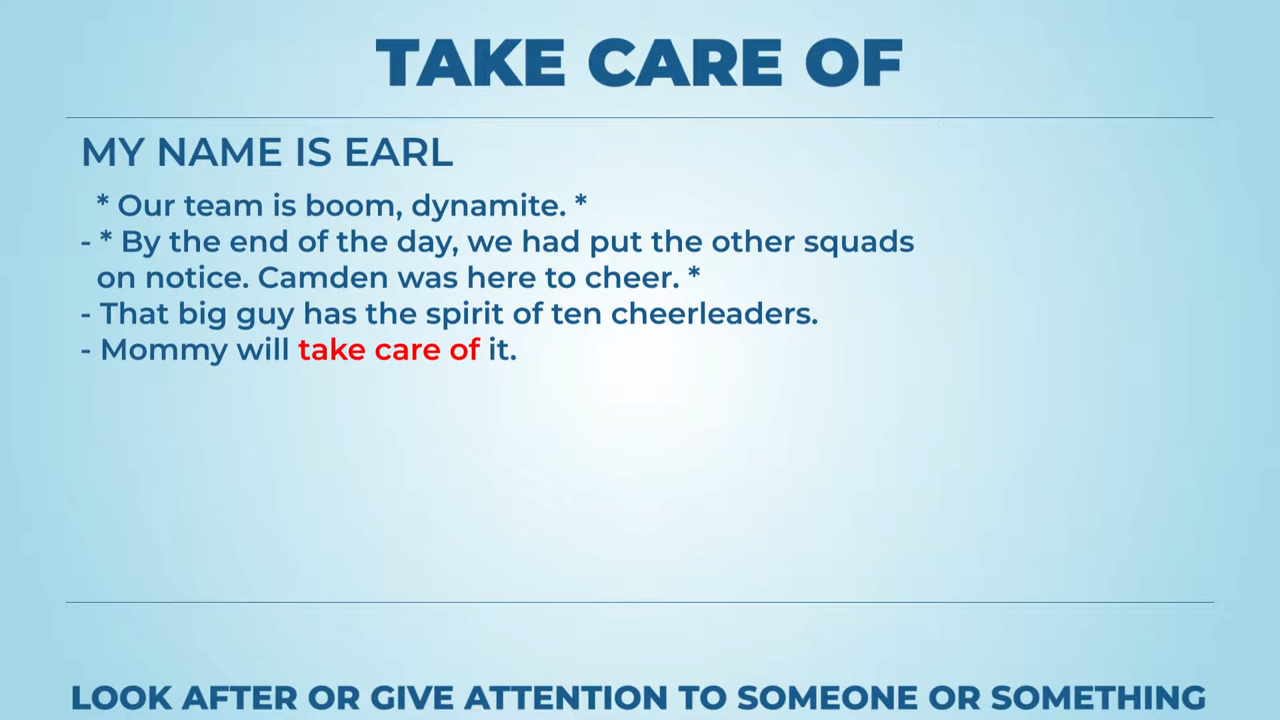 TAKE CARE OF
MY NAME IS EARL
* Our team is boom, dynamite. *
- * By the end of the day, we had put the other squads
on notice. Camden was here to cheer. *
- That big guy has the spirit of ten cheerleaders.
- Mommy will take care of it.
LOOK AFTER OR GIVE ATTENTION TO SOMEONE OR SOMETHING